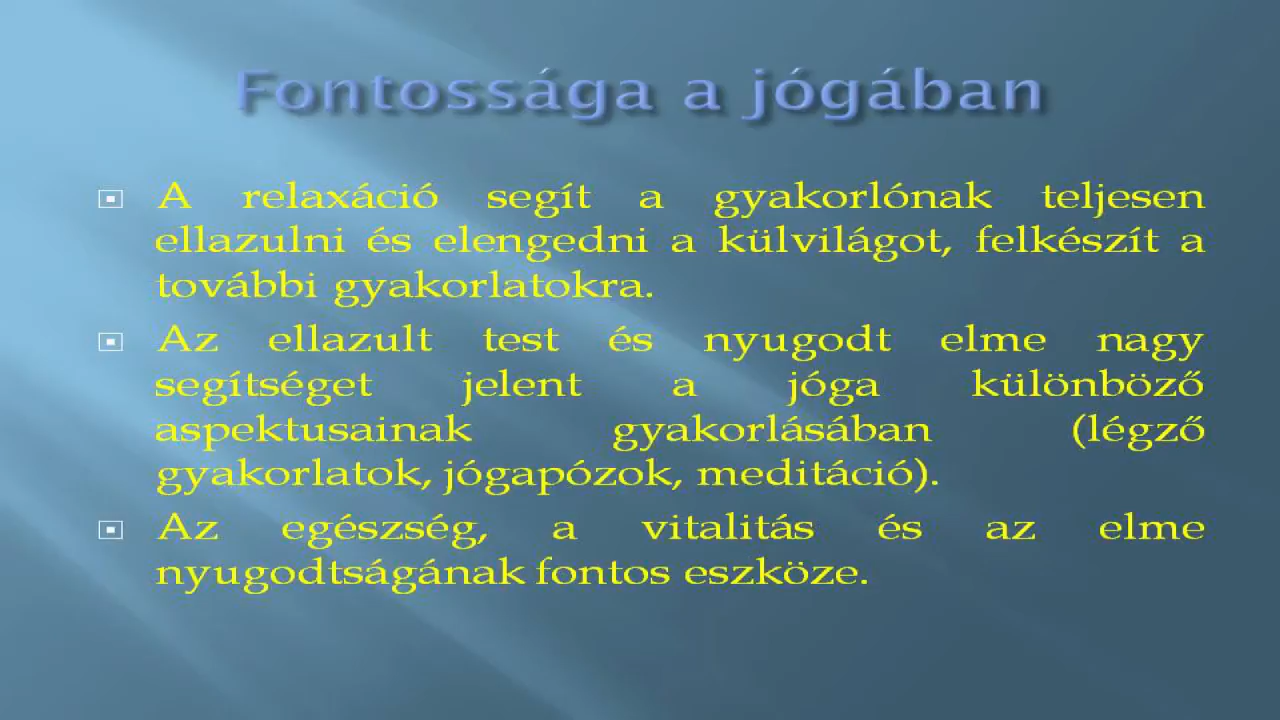 Fontossága a jógában
A relaxáció segít a gyakorlónak teljesen
ellazulni és elengedni a külvilágot, felkészít a
további gyakorlatokra.
Az ellazult test és nyugodt elme nagy
segítséget jelent a jóga különböző
aspektusainak gyakorlásában (légző
gyakorlatok, jógapózok, meditáció).
Az egészség, a vitalitás és az elme
nyugodtságának fontos eszköze.